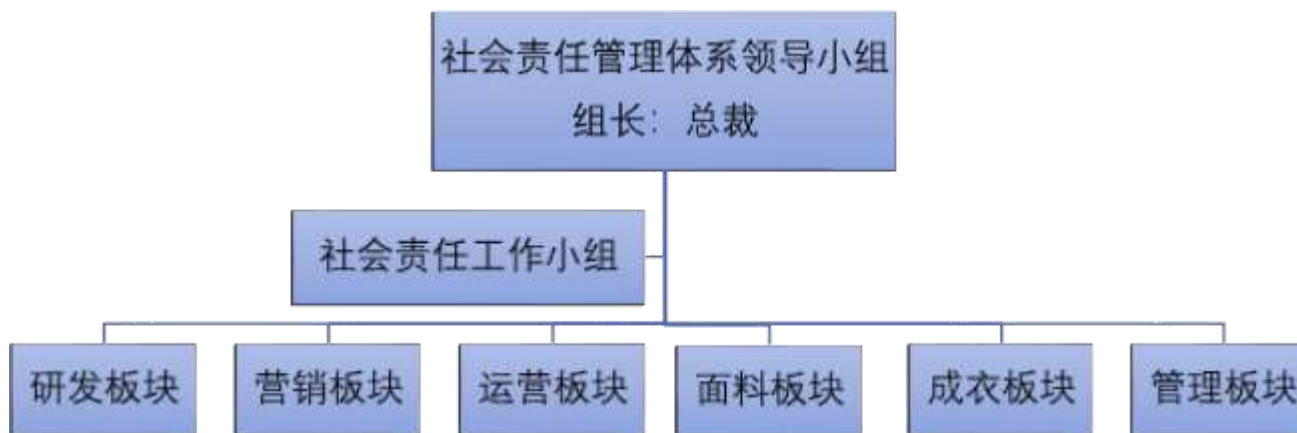 社会责任管理体系领导小组
组长：总裁
社会责任工作小组
研发板块
营销板块
运营板块
面料板块
成衣板块
管理板块